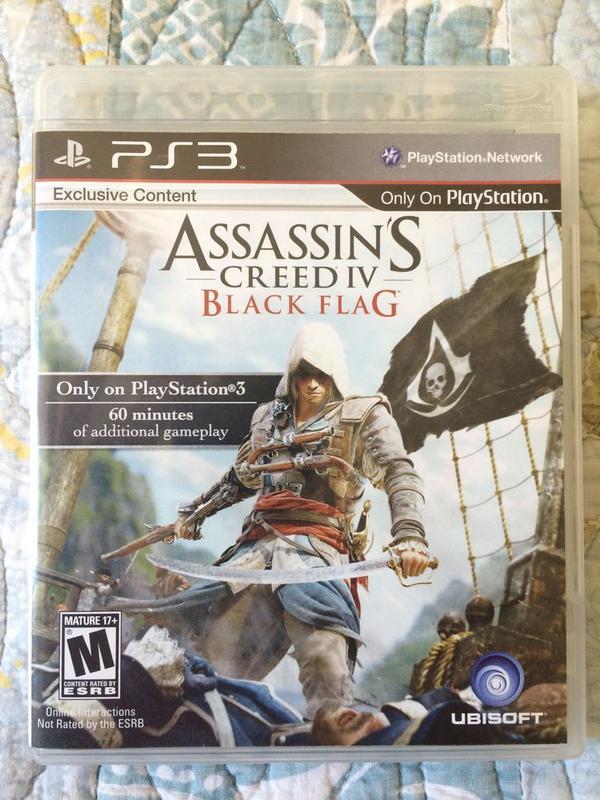 PS3
PlayStation®Network
Exclusive Content
Only On PlayStation®
ASSASSIN'S
CREED IV
BLACK FLAG
Only on PlayStation®3
60 minutes
of additional gameplay
MATURE 17+
M
CONTENT RATED BY
ESRB
Online Interactions
Not Rated by the ESRB
UBISOFT